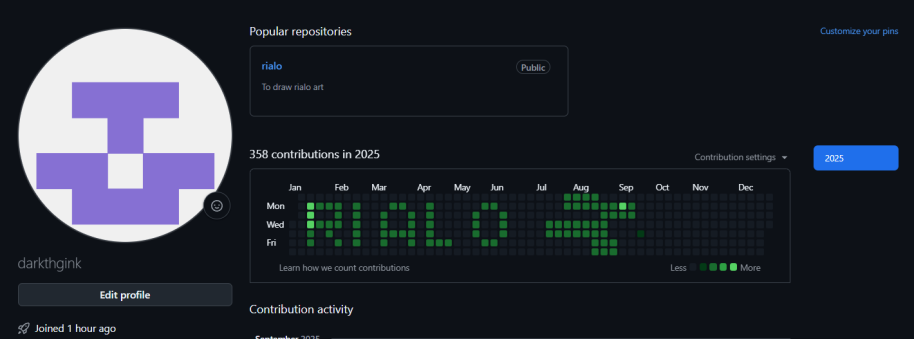 Popular repositories
Customize your pins
rialo
Public
To draw rialo art
358 contributions in 2025
Contribution settings
2025
Jan Feb Mar Apr May Jun Jul Aug Sep Oct Nov Dec
Mon
Wed
Fri
RIALO
Learn how we count contributions
Less
More
darkthgink
Edit profile
Joined 1 hour ago
Contribution activity
September 2025